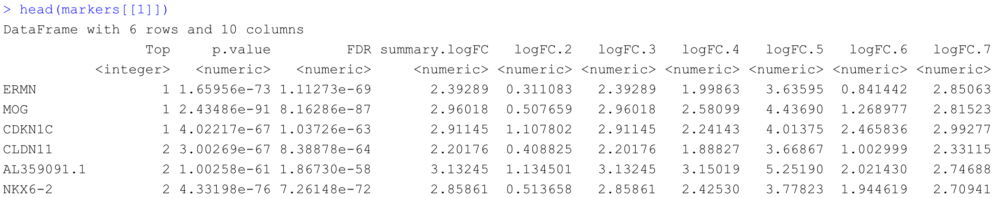 > head(markers[[1]])
DataFrame with 6 rows and 10 columns
Top p.value FDR summary.logFC logFC.2 logFC.3 logFC.4 logFC.5 logFC.6 logFC.7
<integer> <numeric> <numeric> <numeric> <numeric> <numeric> <numeric> <numeric> <numeric> <numeric>
ERMN 1 1.65956e-73 1.11273e-69 2.39289 0.311083 2.39289 1.99863 3.63595 0.841442 2.85063
MOG 1 2.43486e-91 8.16286e-87 2.96018 0.507659 2.96018 2.58099 4.43690 1.268977 2.81523
CDKN1C 1 4.02217e-67 1.03726e-63 2.91145 1.107802 2.91145 2.24143 4.01375 2.465836 2.99277
CLDN11 2 3.00269e-67 8.38878e-64 2.20176 0.408825 2.20176 1.88827 3.66867 1.002999 2.33115
AL359091.1 2 1.00258e-61 1.86730e-58 3.13245 1.134501 3.13245 3.15019 5.25190 2.021430 2.74688
NKX6-2 2 4.33198e-76 7.26148e-72 2.85861 0.513658 2.85861 2.42530 3.77823 1.944619 2.70941